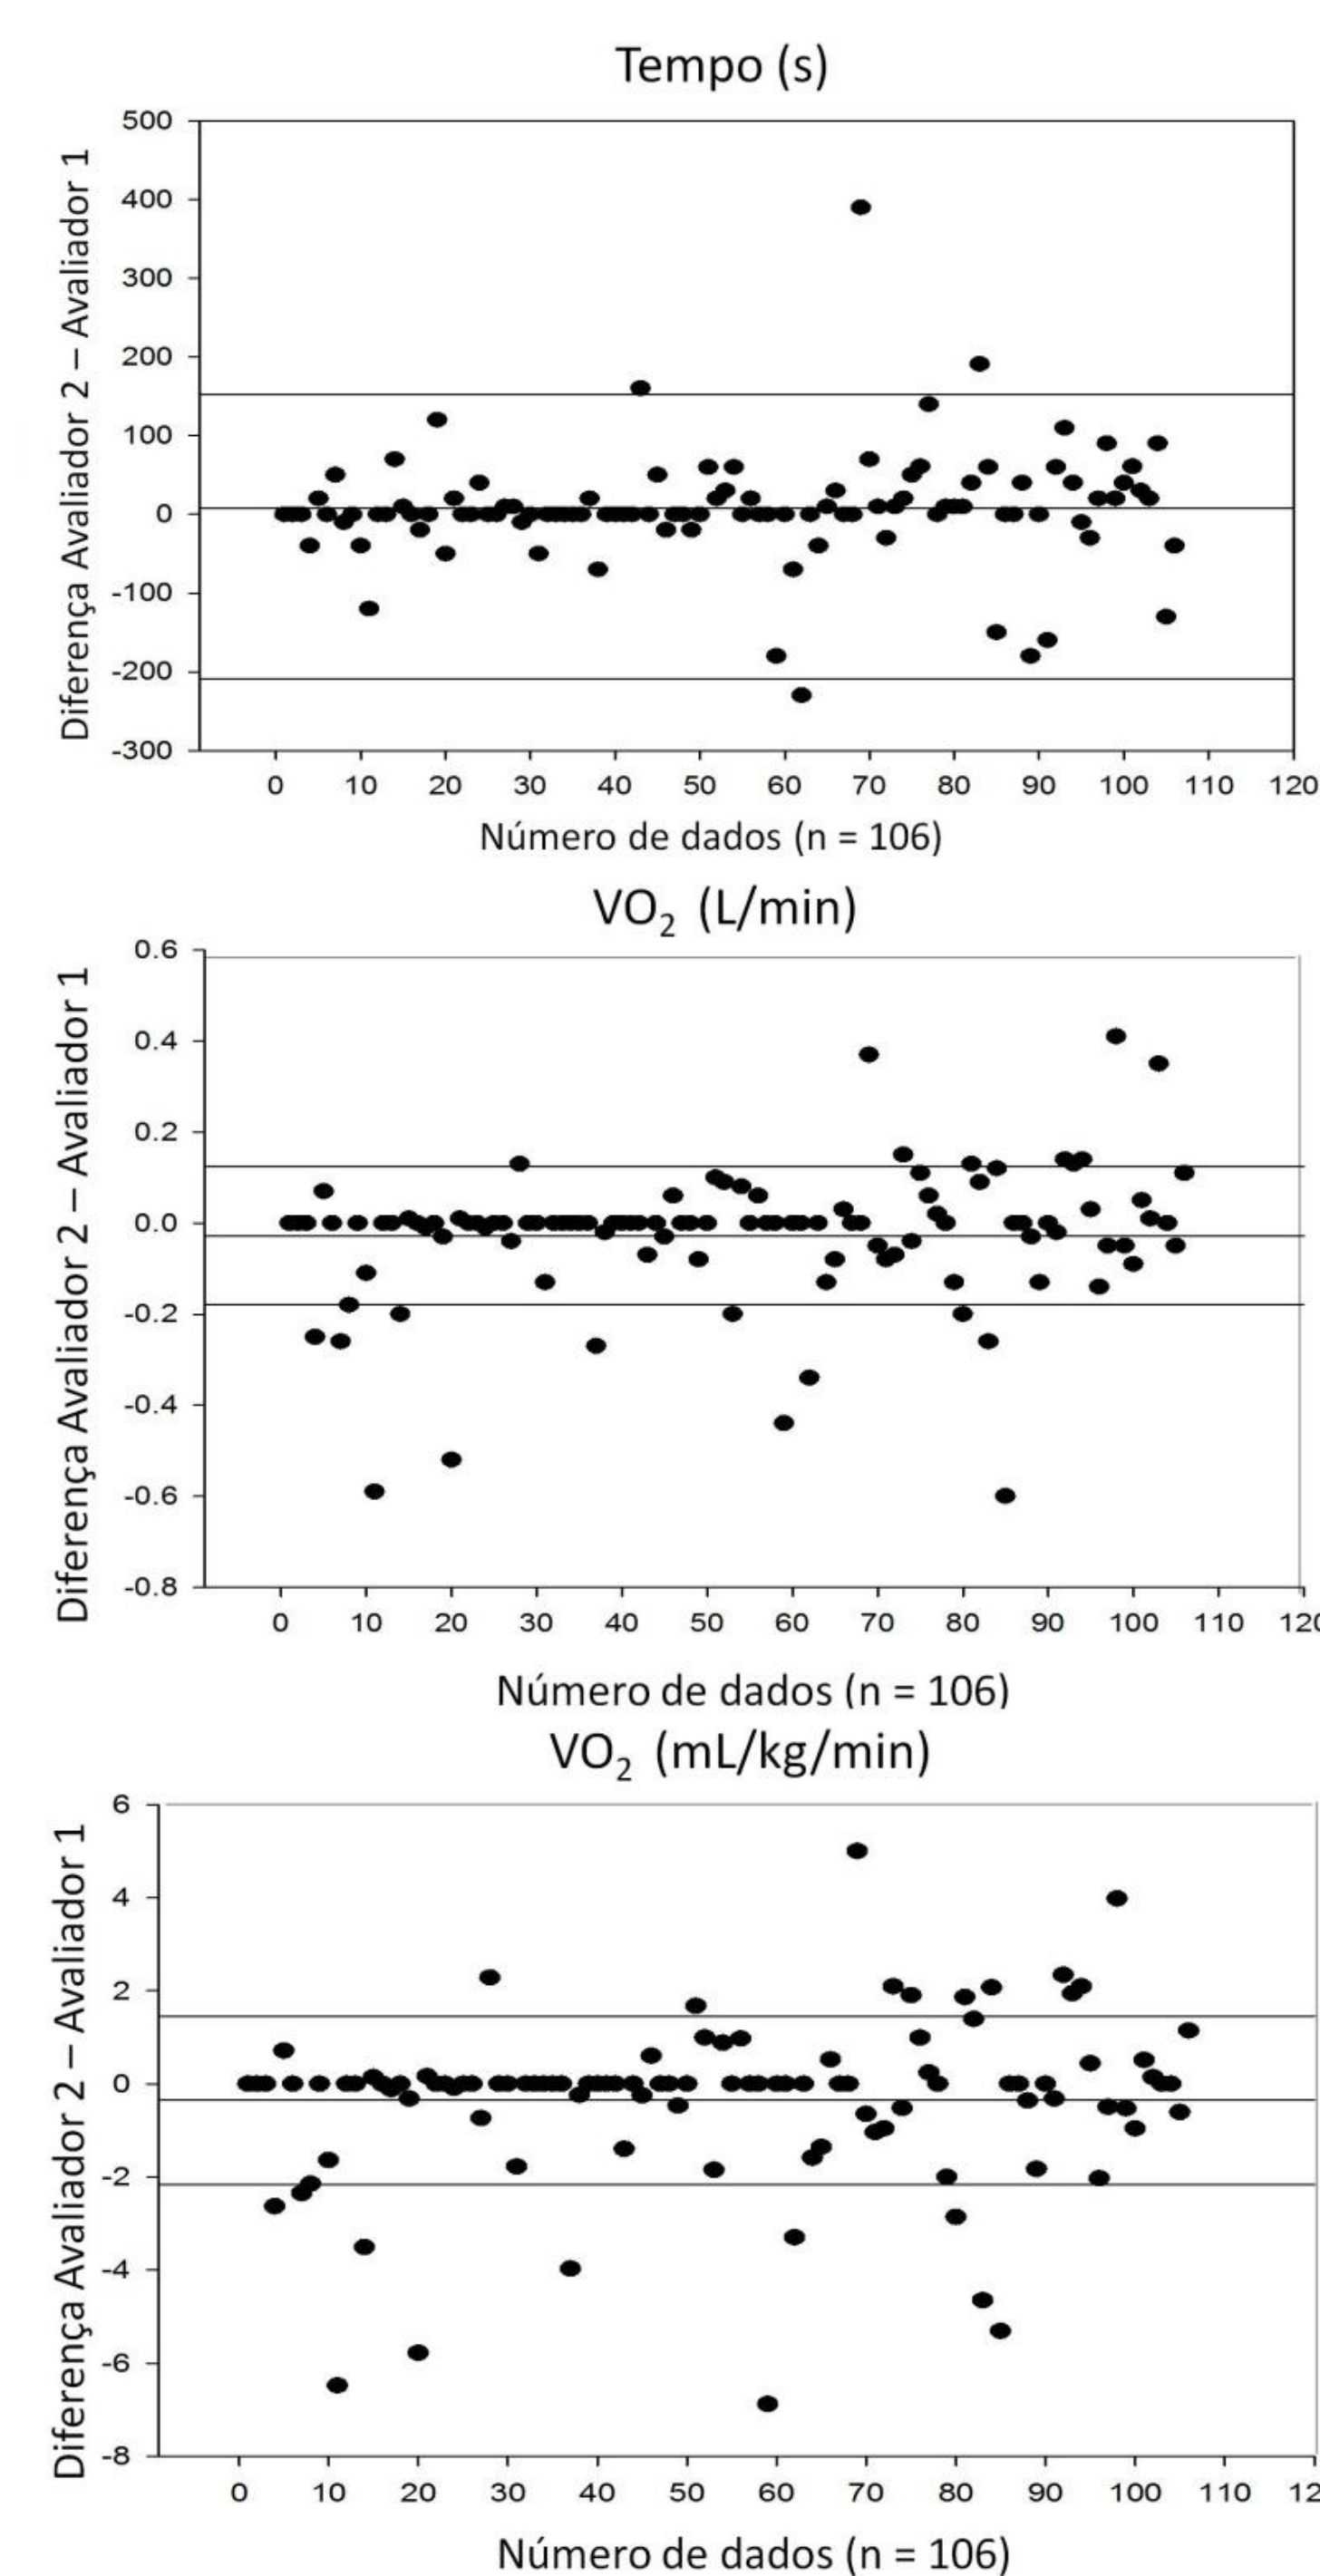 Tempo (s)
Diferença Avaliador 2 – Avaliador 1
500
400
300
200
100
0
-100
-200
-300
0 10 20 30 40 50 60 70 80 90 100 110 120
Número de dados (n = 106)
VO₂ (L/min)
Diferença Avaliador 2 – Avaliador 1
0.6
0.4
0.2
0.0
-0.2
-0.4
-0.6
-0.8
0 10 20 30 40 50 60 70 80 90 100 110 120
Número de dados (n = 106)
VO₂ (mL/kg/min)
Diferença Avaliador 2 – Avaliador 1
6
4
2
0
-2
-4
-6
-8
0 10 20 30 40 50 60 70 80 90 100 110 12
Número de dados (n = 106)